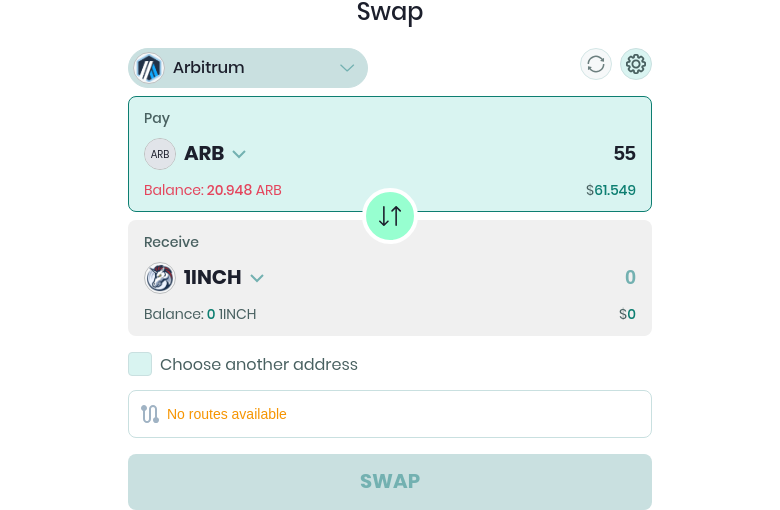 Swap
Arbitrum
Pay
ARB ARB 55
Balance: 20.948 ARB $61.549
Receive
1INCH 0
Balance: 0 1INCH $0
Choose another address
No routes available
SWAP